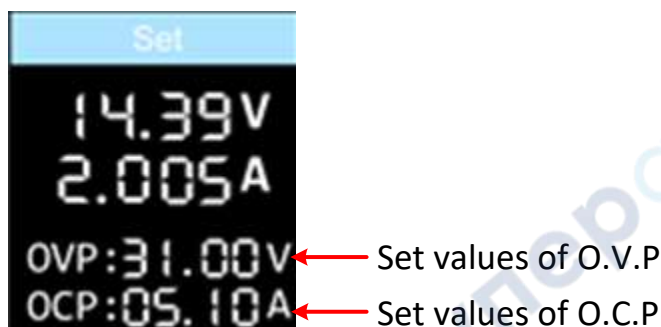 Set
14.39V
2.005A
OVP:31.00V
Set values of O.V.P
OCP:05.10A
Set values of O.C.P